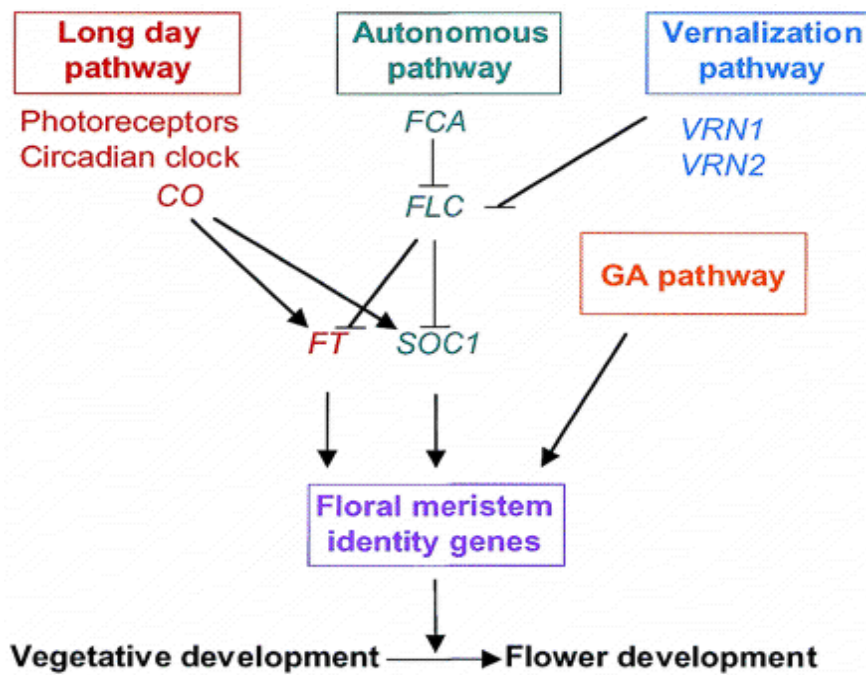 Long day
pathway
Autonomous
pathway
Vernalization
pathway
Photoreceptors
Circadian clock
CO
FCA
FLC
VRN1
VRN2
GA pathway
FT
SOC1
Floral meristem
identity genes
Vegetative development
Flower development